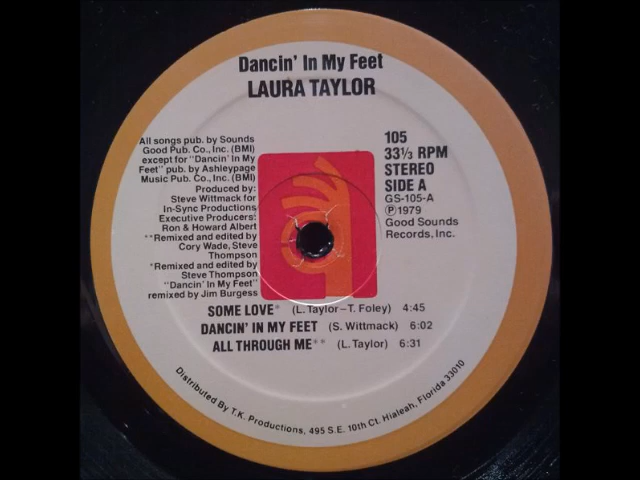 Dancin' In My Feet
LAURA TAYLOR
All songs pub. by Sounds
Good Pub. Co., Inc. (BMI)
except for "Dancin' In My
Feet" pub. by Ashleypage
Music Pub. Co., Inc. (BMI)
Produced by:
Steve Wittmack for
In-Sync Productions
Executive Producers:
Ron & Howard Albert
**Remixed and edited by
Cory Wade, Steve
Thompson
*Remixed and edited by
Steve Thompson
"Dancin' In My Feet"
remixed by Jim Burgess
105
33⅓ RPM
STEREO
SIDE A
GS-105-A
Ⓟ1979
Good Sounds
Records, Inc.
SOME LOVE* (L. Taylor-T. Foley) 4:45
DANCIN' IN MY FEET (S. Wittmack) 6:02
ALL THROUGH ME** (L. Taylor) 6:31
Distributed By T.K. Productions, 495 S.E. 10th Ct. Hialeah, Florida 33010